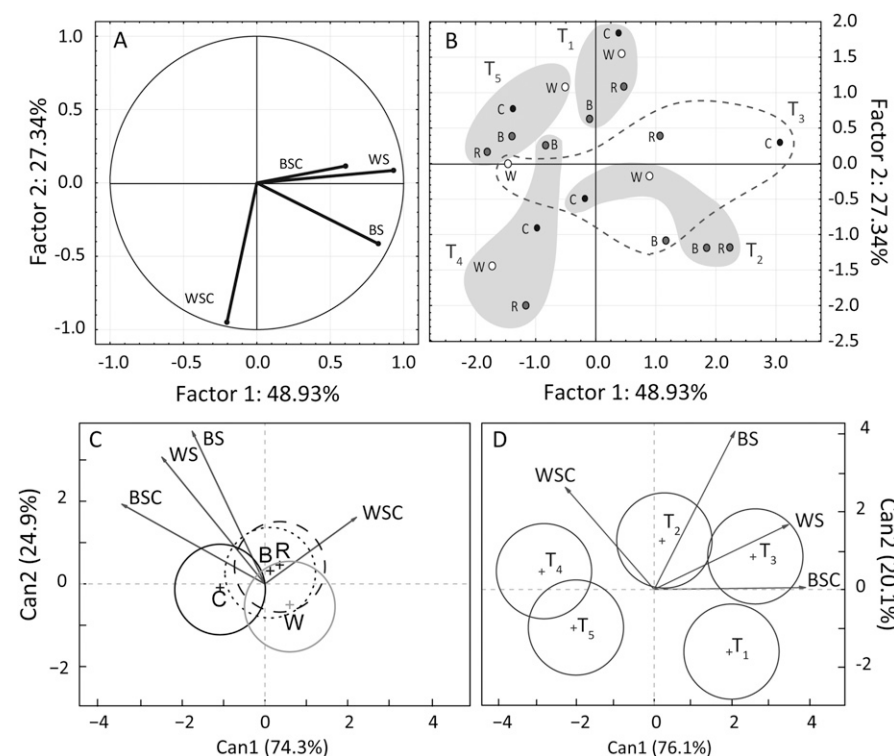 A
1.0
0.5
0.0
-0.5
-1.0
Factor 2: 27.34%
BSC
WS
BS
WSC
-1.0
-0.5
0.0
0.5
1.0
Factor 1: 48.93%
B
T1
T5
T3
T4
T2
C
W
R
B
W
C
B
R
B
W
C
W
R
R
C
W
C
B
B
R
2.0
1.5
1.0
0.5
0.0
-0.5
-1.0
-1.5
-2.0
-2.5
Factor 2: 27.34%
-2.0
-1.0
0.0
1.0
2.0
3.0
Factor 1: 48.93%
C
BS
WS
BSC
WSC
B
R
C
W
2
0
−2
Can2 (24.9%)
−4
−2
0
2
4
Can1 (74.3%)
D
BS
WSC
WS
BSC
T2
T3
T4
T5
T1
4
2
0
-2
Can2 (20.1%)
−4
−2
0
2
4
Can1 (76.1%)